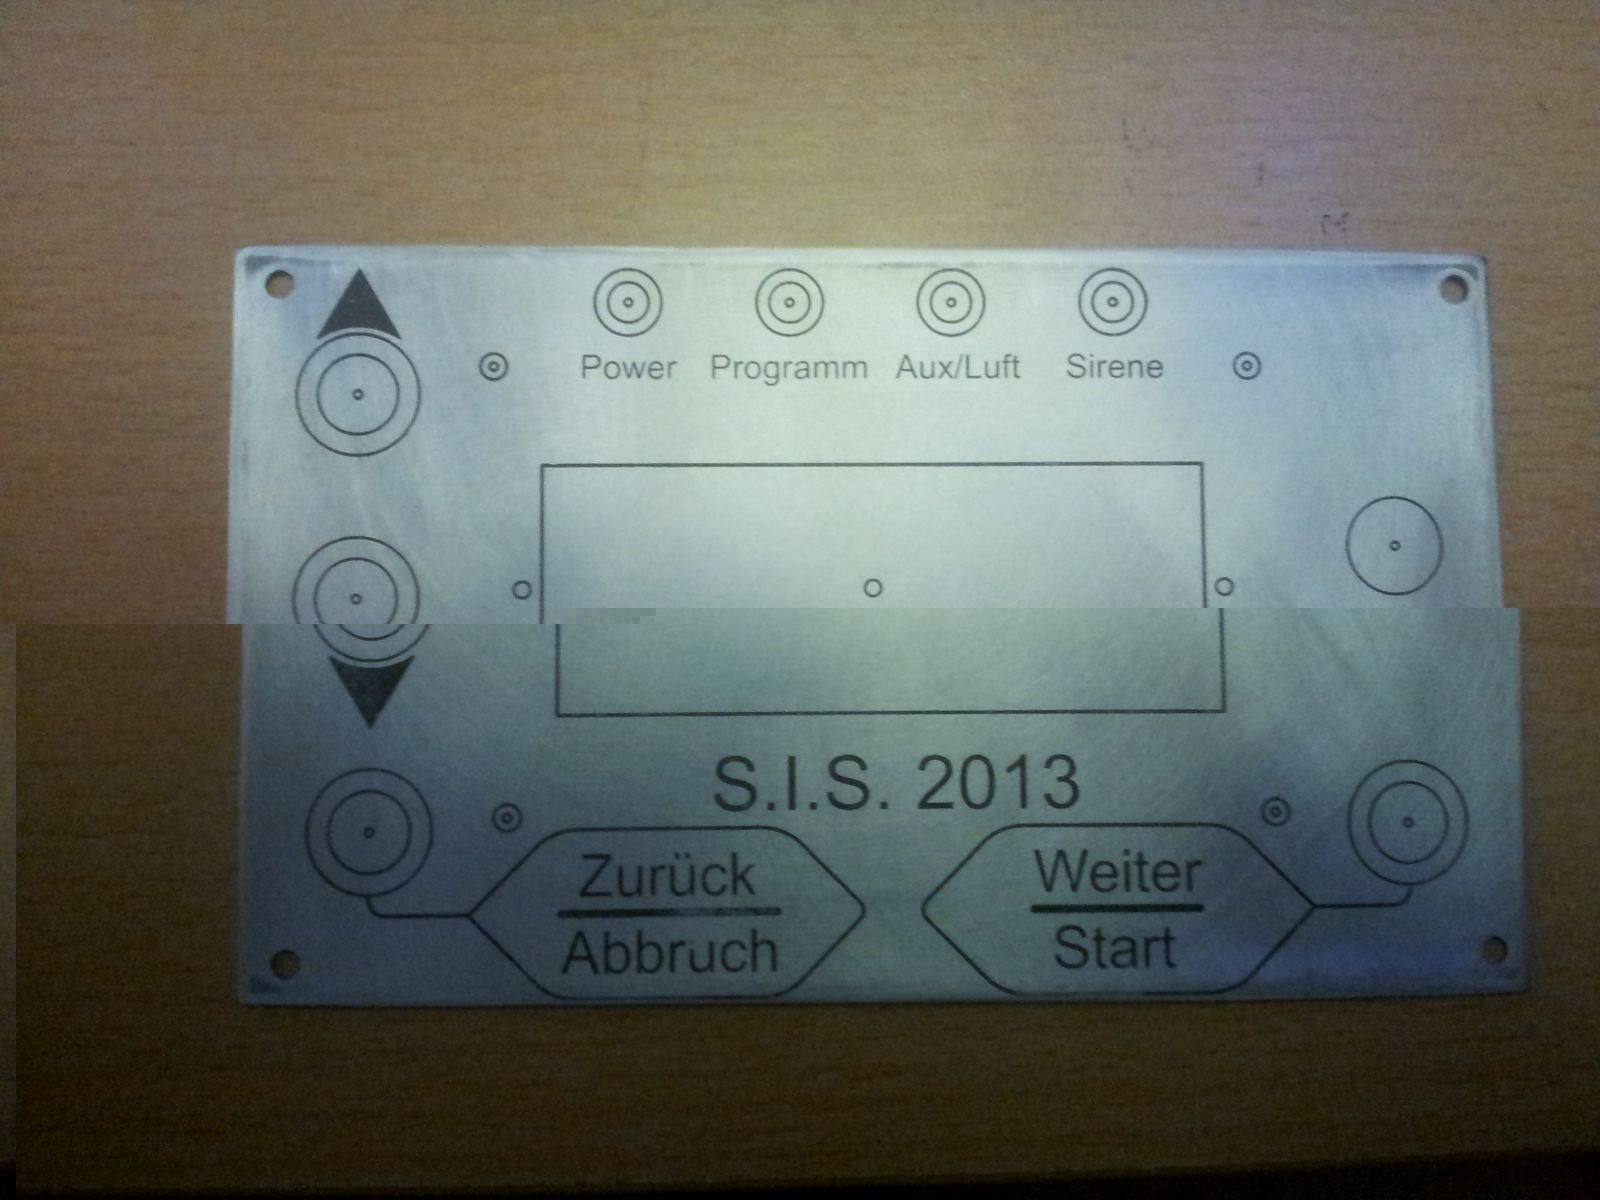 Power Programm Aux/Luft Sirene
S.I.S. 2013
Zurück
Abbruch
Weiter
Start